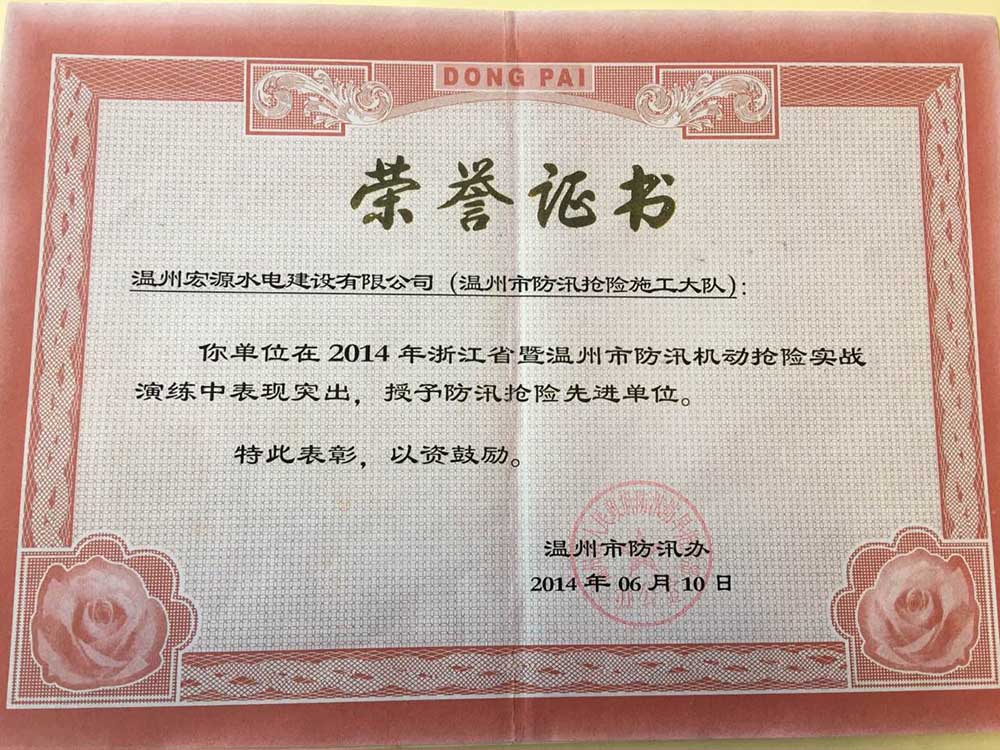 DONG PAI
荣誉证书
温州宏源水电建设有限公司（温州市防汛抢险施工大队）：
你单位在2014年浙江省暨温州市防汛机动抢险实战
演练中表现突出，授予防汛抢险先进单位。
特此表彰，以资鼓励。
温州市防汛办
2014年06月10日